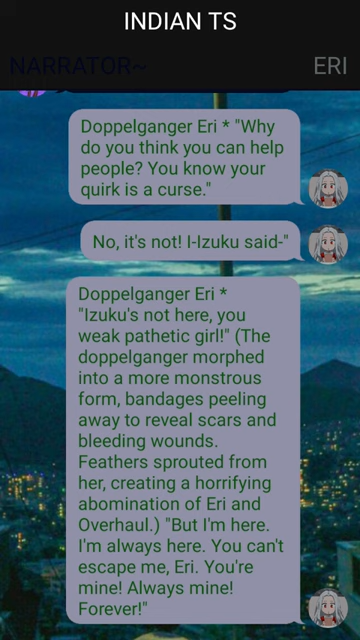 INDIAN TS
NARRATOR~
ERI
Doppelganger Eri * "Why
do you think you can help
people? You know your
quirk is a curse."
No, it's not! I-Izuku said-"
Doppelganger Eri *
"Izuku's not here, you
weak pathetic girl!" (The
doppelganger morphed
into a more monstrous
form, bandages peeling
away to reveal scars and
bleeding wounds.
Feathers sprouted from
her, creating a horrifying
abomination of Eri and
Overhaul.) "But I'm here.
I'm always here. You can't
escape me, Eri. You're
mine! Always mine!
Forever!"